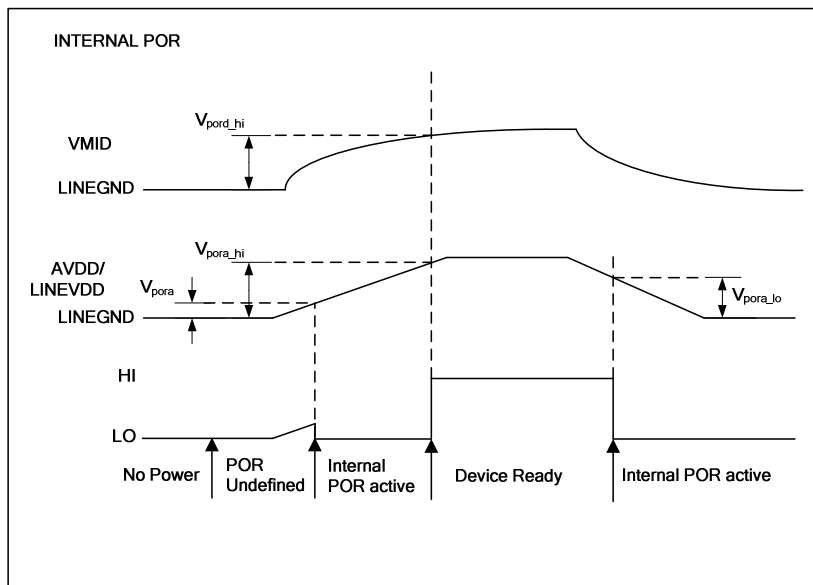 INTERNAL POR
Vpord_hi
VMID
LINEGND
Vpora_hi
AVDD/
LINEVDD
Vpora
LINEGND
Vpora_lo
HI
LO
No Power
POR
Undefined
Internal
POR active
Device Ready
Internal POR active